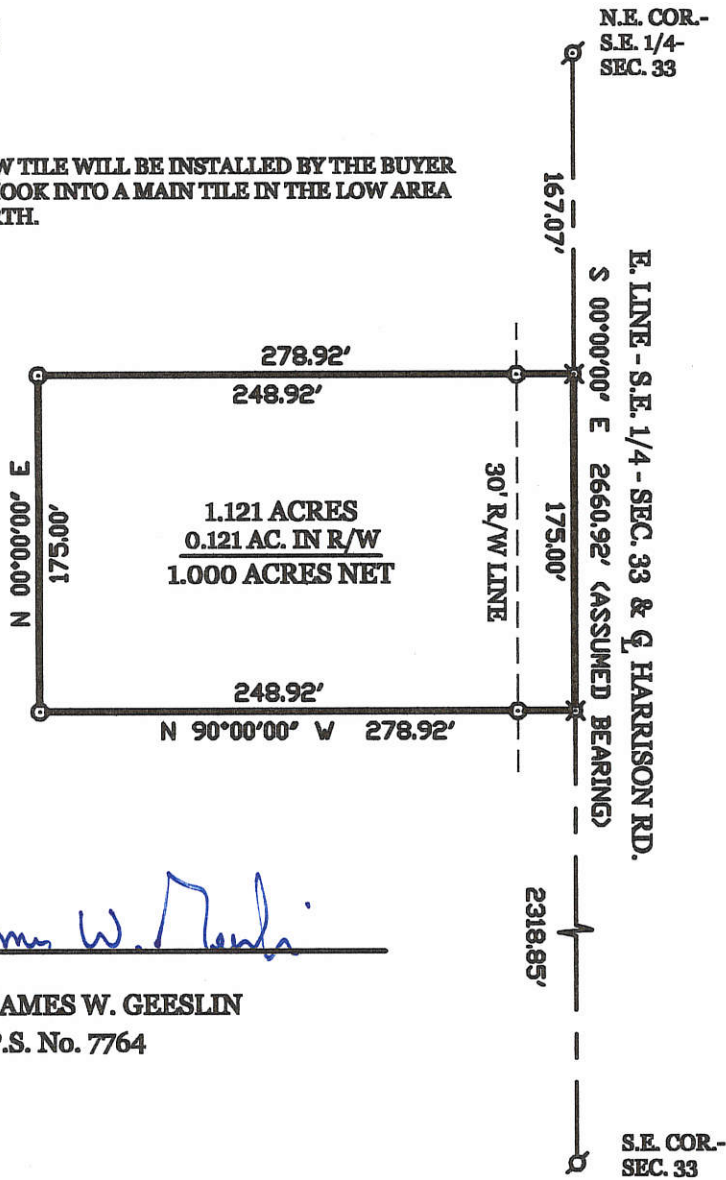 N.E. COR.-
S.E. 1/4-
SEC. 33
TILE WILL BE INSTALLED BY THE BUYER
INTO A MAIN TILE IN THE LOW AREA
167.07'
E. LINE - S.E. 1/4 - SEC. 33 & ℄ HARRISON RD.
S 00°00'00" E 2660.92' (ASSUMED BEARING)
278.92'
248.92'
30' R/W LINE
175.00'
N 00°00'00" E
175.00'
1.121 ACRES
0.121 AC. IN R/W
1.000 ACRES NET
248.92'
N 90°00'00" W 278.92'
2318.85'
W.
W. GEESLIN
No. 7764
S.E. COR.-
SEC. 33